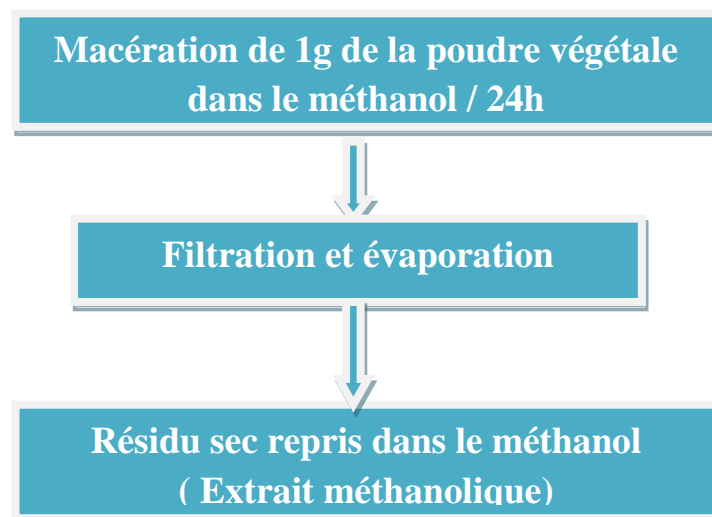 Macération de 1g de la poudre végétale
dans le méthanol / 24h
Filtration et évaporation
Résidu sec repris dans le méthanol
( Extrait méthanolique)